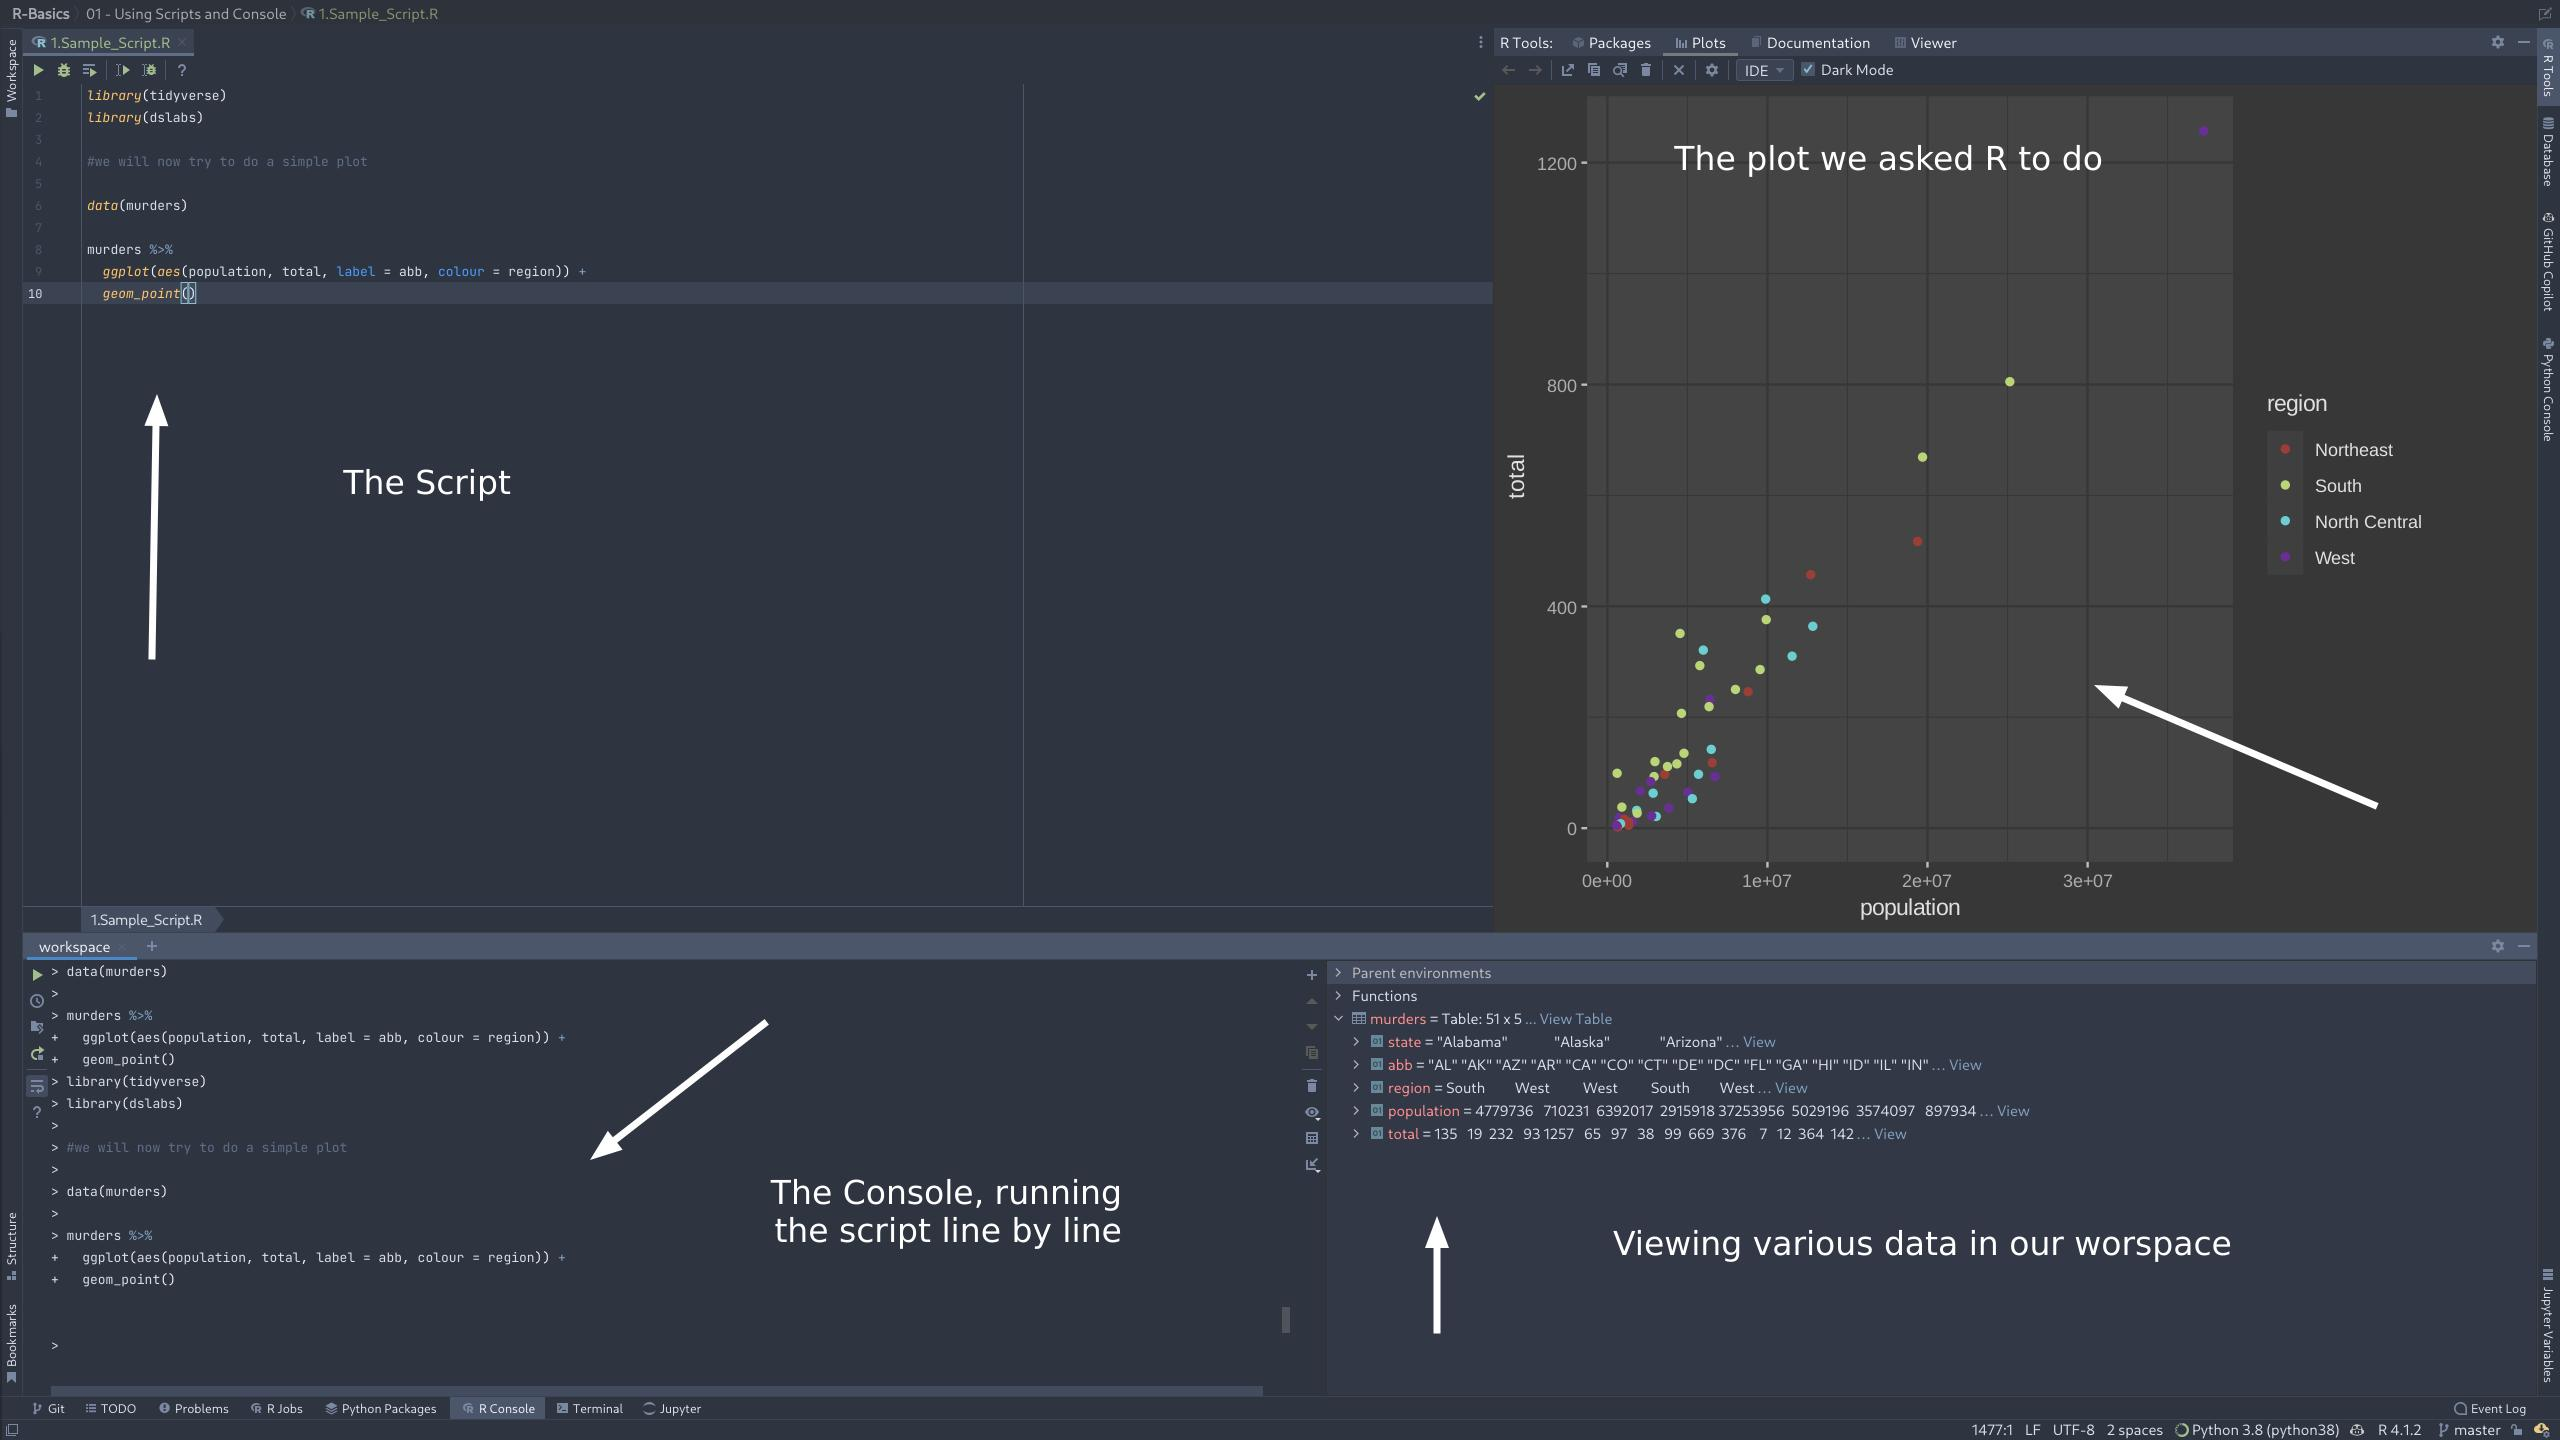 R-Basics 01 - Using Scripts and Console 1.Sample_Script.R
Workspace
1.Sample_Script.R
1 library(tidyverse)
2 library(dslabs)
3
4 #we will now try to do a simple plot
5
6 data(murders)
7
8 murders %>%
9 ggplot(aes(population, total, label = abb, colour = region)) +
10 geom_point()
The Script
1.Sample_Script.R
R Tools: Packages Plots Documentation Viewer
IDE Dark Mode
The plot we asked R to do
1200
800
400
0
total
0e+00 1e+07 2e+07 3e+07
population
region
Northeast
South
North Central
West
R Tools
Database
GitHub Copilot
Python Console
workspace
> data(murders)
>
> murders %>%
+ ggplot(aes(population, total, label = abb, colour = region)) +
+ geom_point()
> library(tidyverse)
> library(dslabs)
>
> #we will now try to do a simple plot
>
> data(murders)
>
> murders %>%
+ ggplot(aes(population, total, label = abb, colour = region)) +
+ geom_point()
>
The Console, running
the script line by line
Parent environments
Functions
murders = Table: 51 x 5 ... View Table
state = "Alabama" "Alaska" "Arizona" ... View
abb = "AL" "AK" "AZ" "AR" "CA" "CO" "CT" "DE" "DC" "FL" "GA" "HI" "ID" "IL" "IN" ... View
region = South West West South West ... View
population = 4779736 710231 6392017 2915918 37253956 5029196 3574097 897934 ... View
total = 135 19 232 93 1257 65 97 38 99 669 376 7 12 364 142 ... View
Viewing various data in our worspace
Structure
Bookmarks
Jupyter Variables
Git TODO Problems R Jobs Python Packages R Console Terminal Jupyter
Event Log
1477:1 LF UTF-8 2 spaces Python 3.8 (python38) R 4.1.2 master